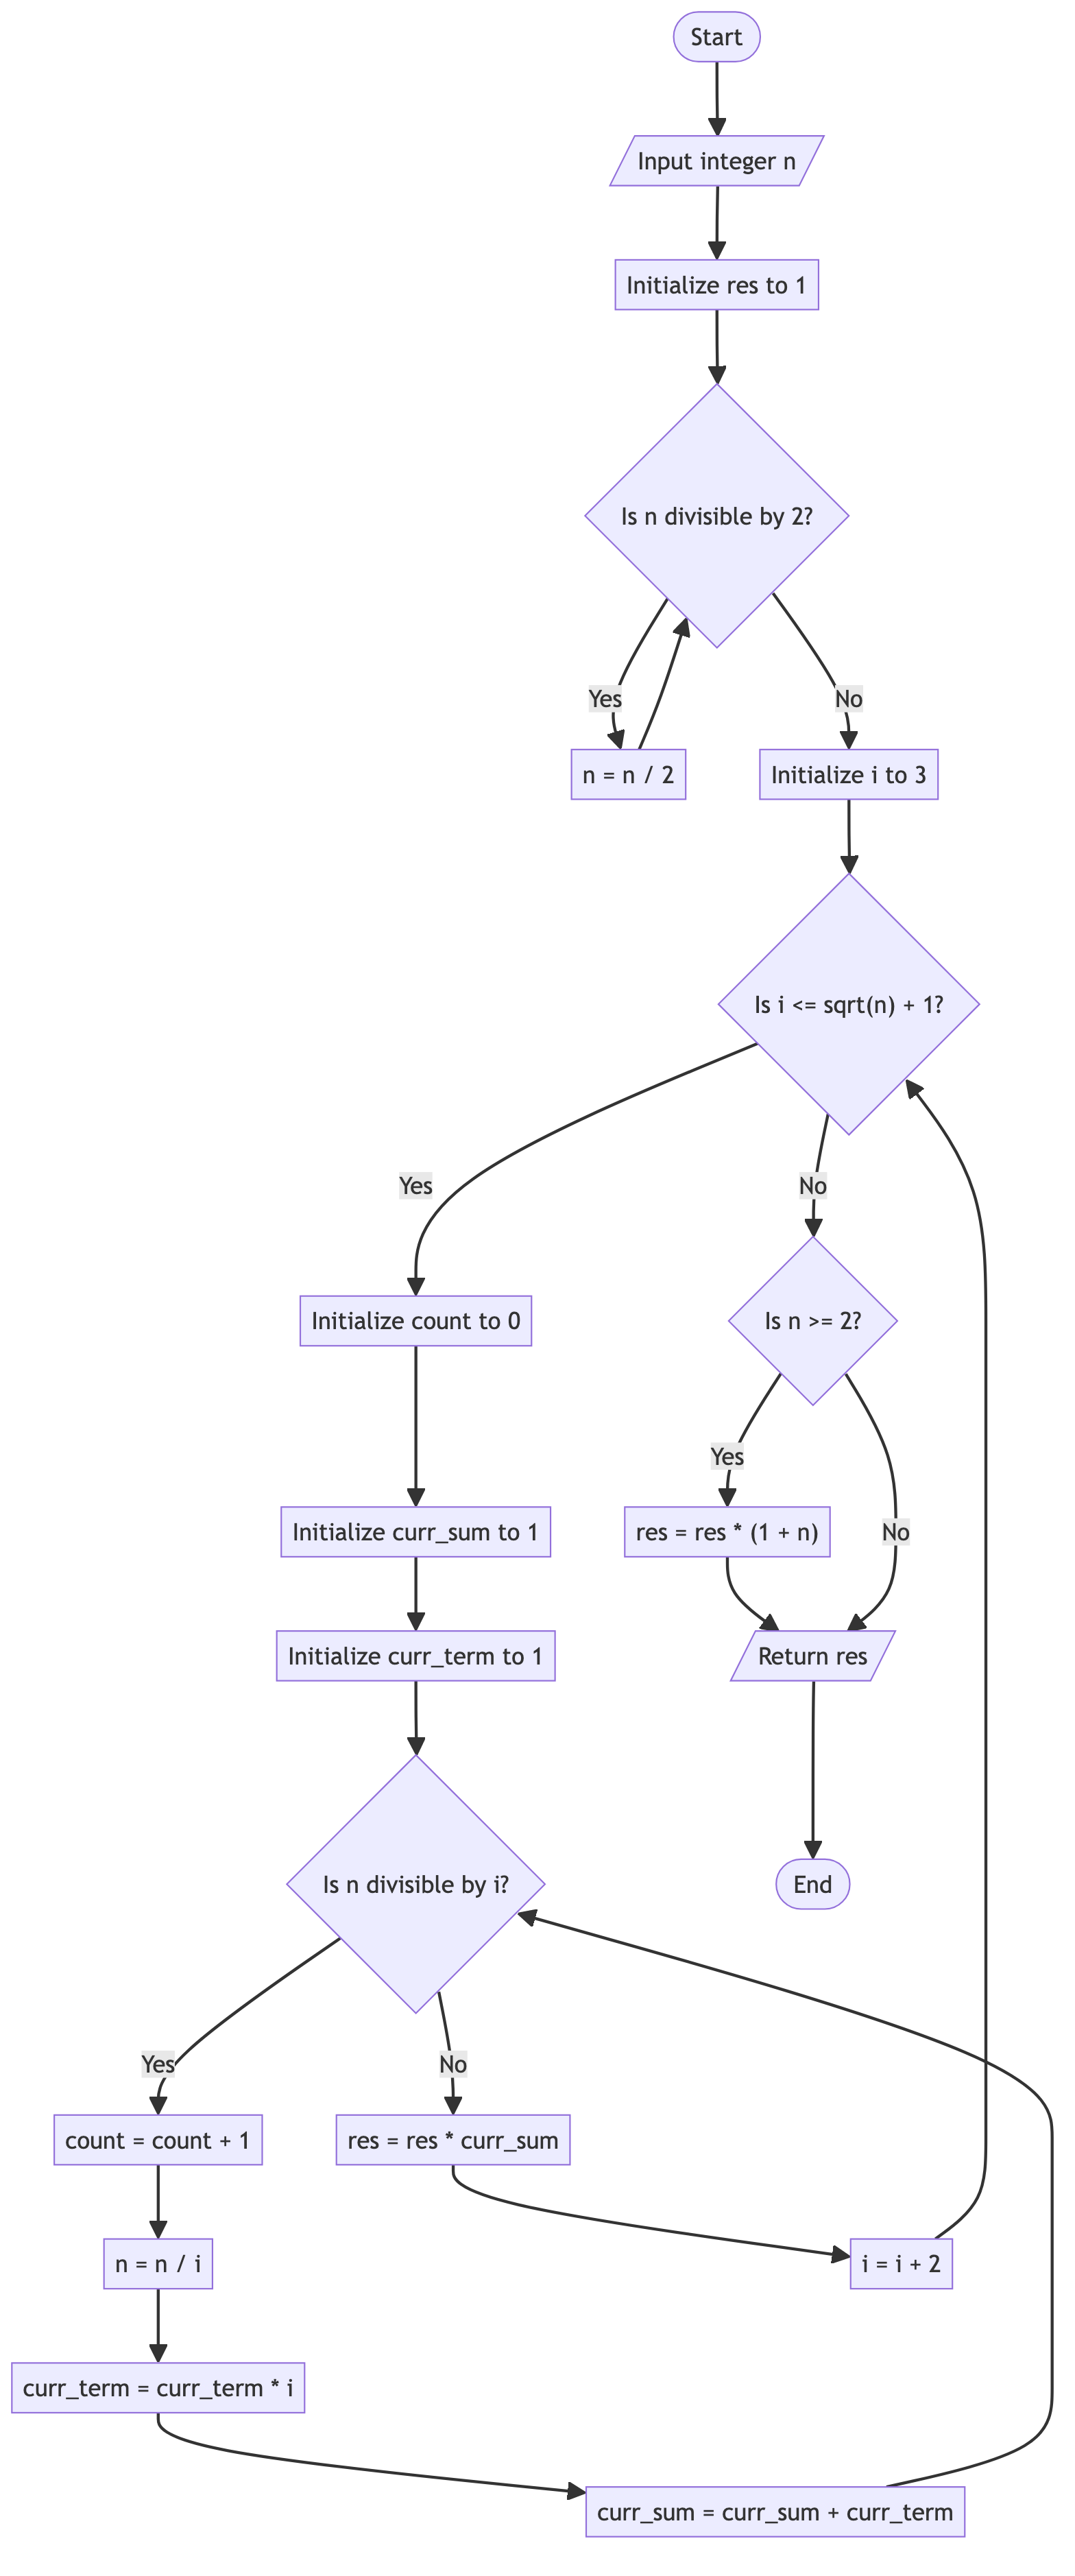 Start
Input integer n
Initialize res to 1
Is n divisible by 2?
Yes
No
n = n / 2
Initialize i to 3
Is i <= sqrt(n) + 1?
Yes
No
Initialize count to 0
Is n >= 2?
Yes
Initialize curr_sum to 1
res = res * (1 + n)
No
Initialize curr_term to 1
Return res
Is n divisible by i?
End
Yes
No
count = count + 1
res = res * curr_sum
n = n / i
i = i + 2
curr_term = curr_term * i
curr_sum = curr_sum + curr_term